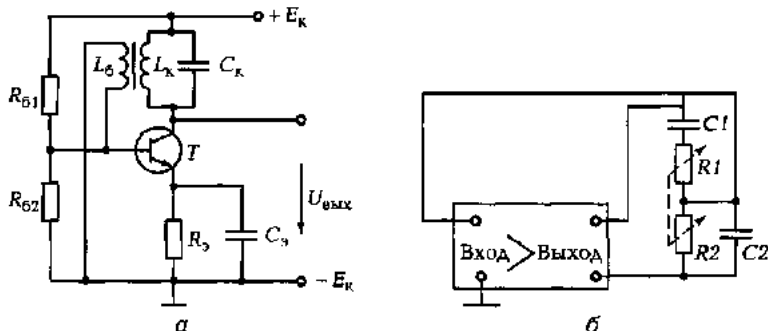 + Eк
Lб
Lк
Cк
Rб1
T
Rб2
Rэ
Cэ
Uвых
− Eк
а
C1
R1
R2
C2
Вход > Выход
б